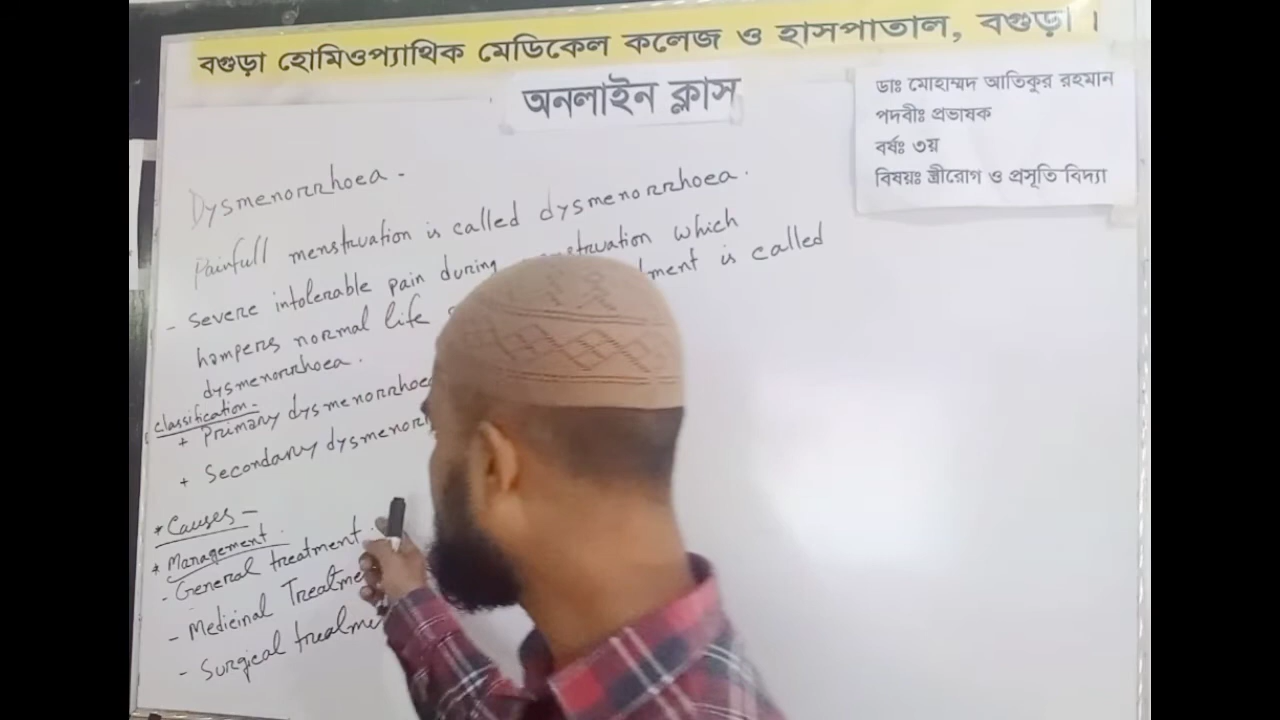 বগুড়া হোমিওপ্যাথিক মেডিকেল কলেজ ও হাসপাতাল, বগুড়া ।
অনলাইন ক্লাস
ডাঃ মোহাম্মদ আতিকুর রহমান
পদবীঃ প্রভাষক
বর্ষঃ ৩য়
বিষয়ঃ স্ত্রীরোগ ও প্রসূতি বিদ্যা
Dysmenorrhoea.
Painfull menstruation is called dysmenorrhoea.
- Severe intolerable pain during which
hampers normal life is called
dysmenorrhoea.
Classification-
+ Primary dysmenorrhoea
+ Secondary
* Causes -
* Management.
- General treatment.
- Medicinal
- Surgical